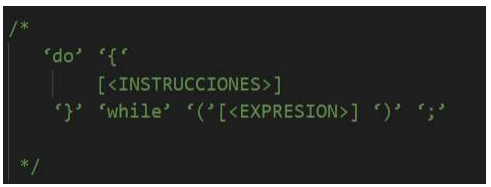 /*
‘do’ ‘{‘
[<INSTRUCCIONES>]
‘}’ ‘while’ ‘(’[<EXPRESION>] ‘)’ ‘;’
*/